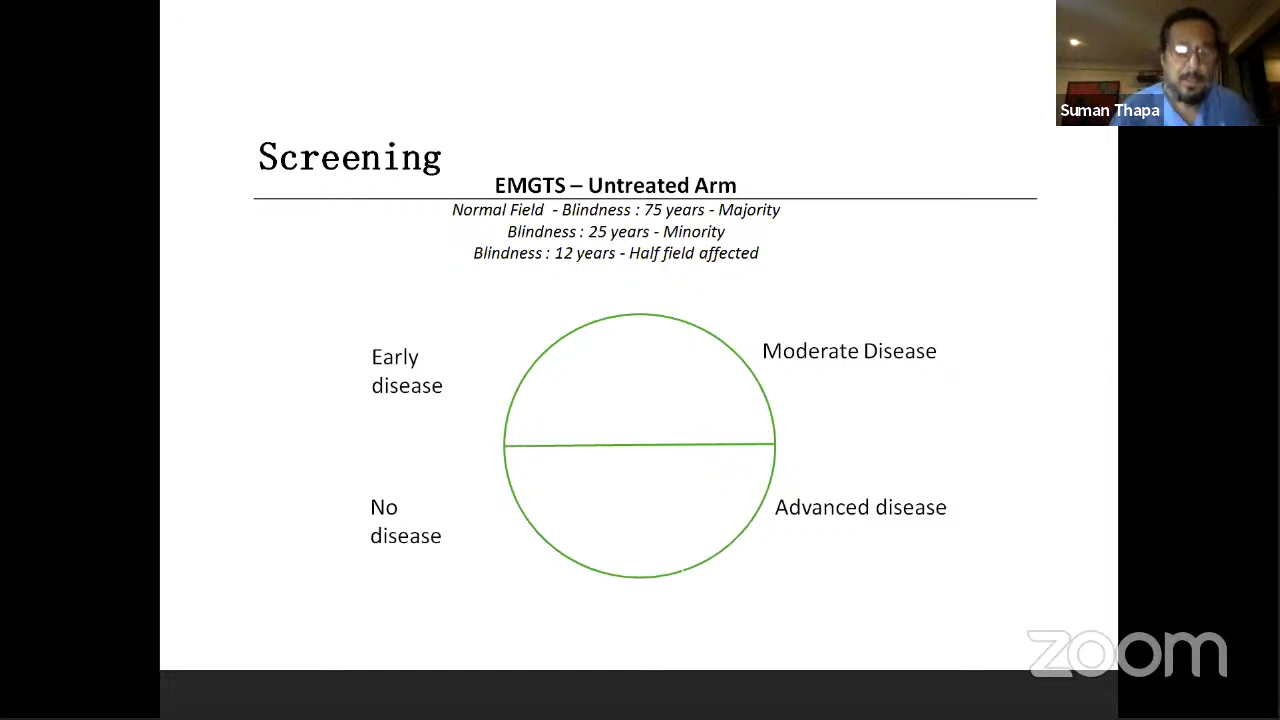 Suman Thapa
Screening
EMGTS – Untreated Arm
Normal Field - Blindness : 75 years - Majority
Blindness : 25 years - Minority
Blindness : 12 years - Half field affected
Early
disease
Moderate Disease
No
disease
Advanced disease
zoom